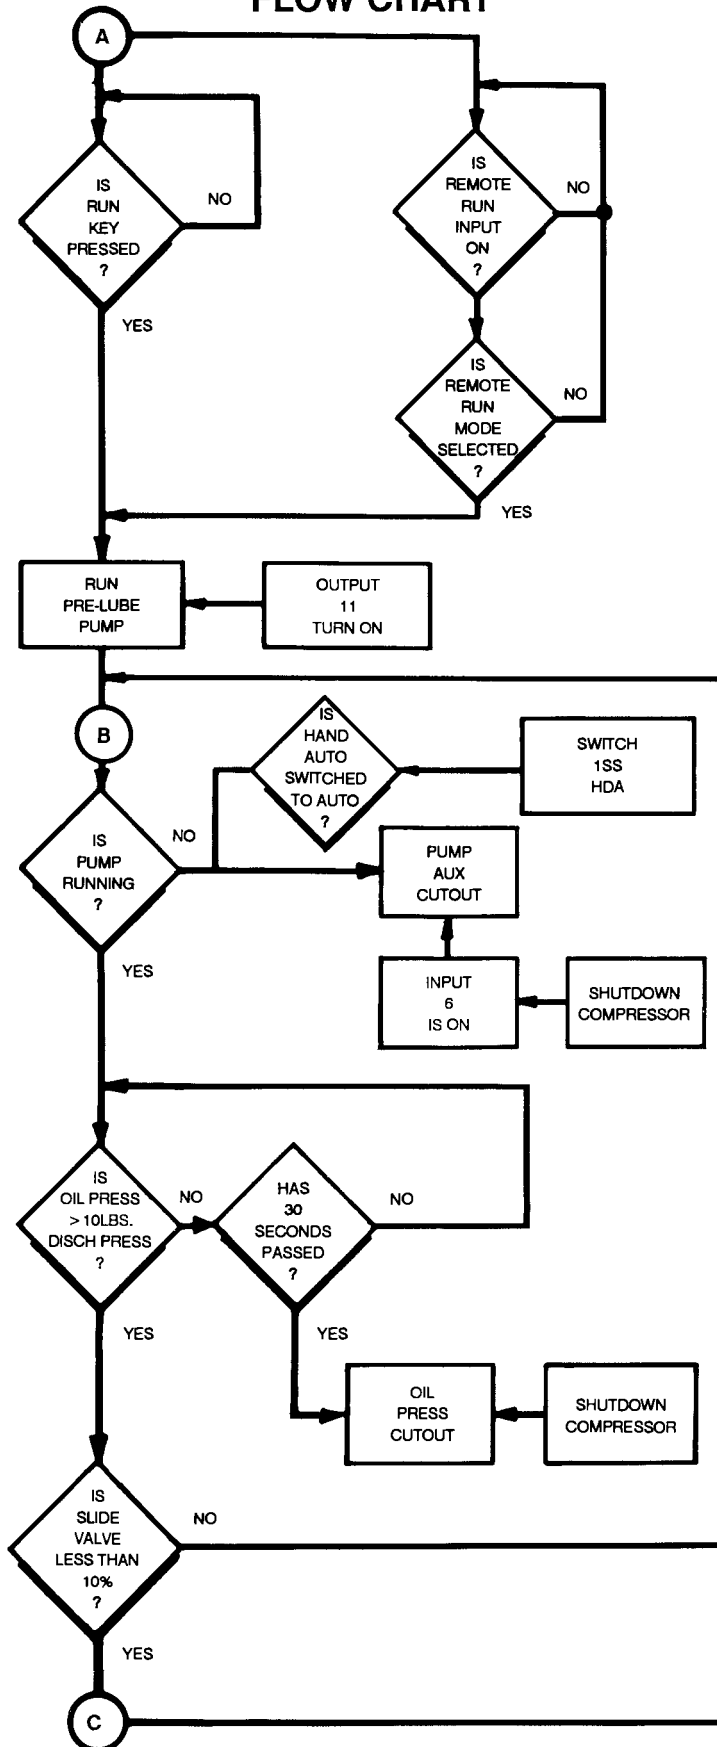 FLOW CHART
A
IS
RUN
KEY
PRESSED
?
NO
YES
IS
REMOTE
RUN
INPUT
ON
?
NO
IS
REMOTE
RUN
MODE
SELECTED
?
NO
YES
RUN
PRE-LUBE
PUMP
OUTPUT
11
TURN ON
B
IS
HAND
AUTO
SWITCHED
TO AUTO
?
SWITCH
1SS
HDA
IS
PUMP
RUNNING
?
NO
YES
PUMP
AUX
CUTOUT
INPUT
6
IS ON
SHUTDOWN
COMPRESSOR
IS
OIL PRESS
> 10LBS.
DISCH PRESS
?
NO
YES
HAS
30
SECONDS
PASSED
?
NO
YES
OIL
PRESS
CUTOUT
SHUTDOWN
COMPRESSOR
IS
SLIDE
VALVE
LESS THAN
10%
?
NO
YES
C